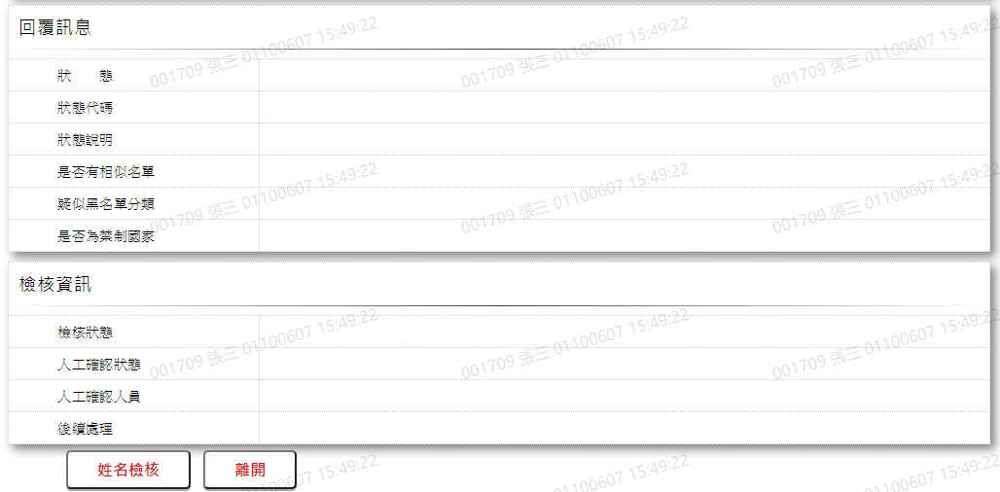 回覆訊息
狀　　態
狀態代碼
狀態說明
是否有相似名單
疑似黑名單分類
是否為禁制國家
檢核資訊
檢核狀態
人工確認狀態
人工確認人員
後續處理
姓名檢核
離開
001709 張三 01100607 15:49:22
001709 張三 01100607 15:49:22
001709 張三 01100607 15:49:22
001709 張三 01100607 15:49:22
001709 張三 01100607 15:49:22
001709 張三 01100607 15:49:22
001709 張三 01100607 15:49:22
001709 張三 01100607 15:49:22
001709 張三 01100607 15:49:22
01100607 15:49:22
01100607 15:49:22
01100607 15:49:22